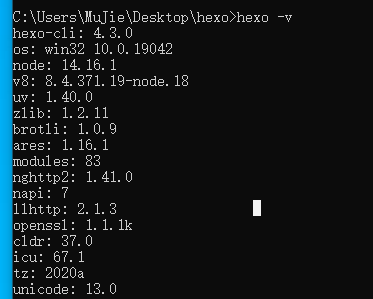 C:\Users\MuJie\Desktop\hexo>hexo -v
hexo-cli: 4.3.0
os: win32 10.0.19042
node: 14.16.1
v8: 8.4.371.19-node.18
uv: 1.40.0
zlib: 1.2.11
brotli: 1.0.9
ares: 1.16.1
modules: 83
nghttp2: 1.41.0
napi: 7
llhttp: 2.1.3
openssl: 1.1.1k
cldr: 37.0
icu: 67.1
tz: 2020a
unicode: 13.0